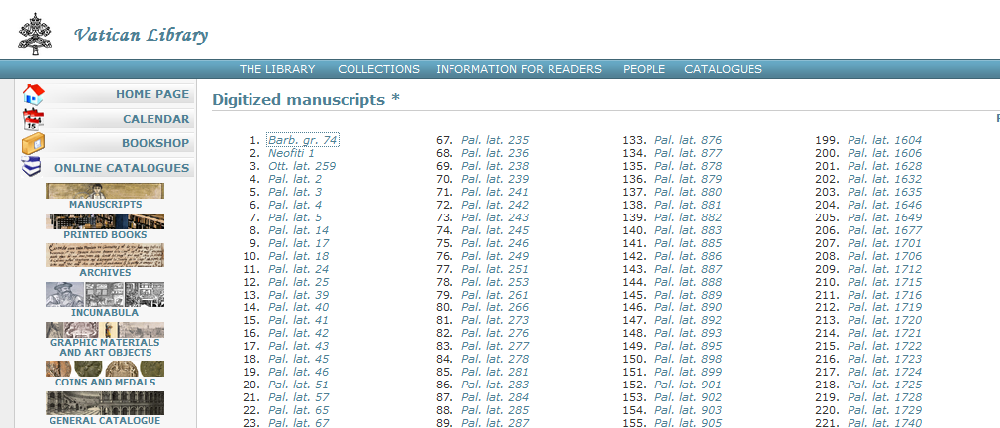 Vatican Library
THE LIBRARY COLLECTIONS INFORMATION FOR READERS PEOPLE CATALOGUES
HOME PAGE
15
CALENDAR
BOOKSHOP
ONLINE CATALOGUES
MANUSCRIPTS
PRINTED BOOKS
ARCHIVES
INCUNABULA
GRAPHIC MATERIALS
AND ART OBJECTS
COINS AND MEDALS
GENERAL CATALOGUE
Digitized manuscripts *
1. Barb. gr. 74
2. Neofiti 1
3. Ott. lat. 259
4. Pal. lat. 2
5. Pal. lat. 3
6. Pal. lat. 4
7. Pal. lat. 5
8. Pal. lat. 14
9. Pal. lat. 17
10. Pal. lat. 18
11. Pal. lat. 24
12. Pal. lat. 25
13. Pal. lat. 39
14. Pal. lat. 40
15. Pal. lat. 41
16. Pal. lat. 42
17. Pal. lat. 43
18. Pal. lat. 45
19. Pal. lat. 46
20. Pal. lat. 51
21. Pal. lat. 57
22. Pal. lat. 65
23. Pal. lat. 67
67. Pal. lat. 235
68. Pal. lat. 236
69. Pal. lat. 238
70. Pal. lat. 239
71. Pal. lat. 241
72. Pal. lat. 242
73. Pal. lat. 243
74. Pal. lat. 245
75. Pal. lat. 246
76. Pal. lat. 249
77. Pal. lat. 251
78. Pal. lat. 253
79. Pal. lat. 261
80. Pal. lat. 266
81. Pal. lat. 273
82. Pal. lat. 276
83. Pal. lat. 277
84. Pal. lat. 278
85. Pal. lat. 281
86. Pal. lat. 283
87. Pal. lat. 284
88. Pal. lat. 285
89. Pal. lat. 287
133. Pal. lat. 876
134. Pal. lat. 877
135. Pal. lat. 878
136. Pal. lat. 879
137. Pal. lat. 880
138. Pal. lat. 881
139. Pal. lat. 882
140. Pal. lat. 883
141. Pal. lat. 885
142. Pal. lat. 886
143. Pal. lat. 887
144. Pal. lat. 888
145. Pal. lat. 889
146. Pal. lat. 890
147. Pal. lat. 892
148. Pal. lat. 893
149. Pal. lat. 895
150. Pal. lat. 898
151. Pal. lat. 899
152. Pal. lat. 901
153. Pal. lat. 902
154. Pal. lat. 903
155. Pal. lat. 905
199. Pal. lat. 1604
200. Pal. lat. 1606
201. Pal. lat. 1628
202. Pal. lat. 1632
203. Pal. lat. 1635
204. Pal. lat. 1646
205. Pal. lat. 1649
206. Pal. lat. 1677
207. Pal. lat. 1701
208. Pal. lat. 1706
209. Pal. lat. 1712
210. Pal. lat. 1715
211. Pal. lat. 1716
212. Pal. lat. 1719
213. Pal. lat. 1720
214. Pal. lat. 1721
215. Pal. lat. 1722
216. Pal. lat. 1723
217. Pal. lat. 1724
218. Pal. lat. 1725
219. Pal. lat. 1728
220. Pal. lat. 1729
221. Pal. lat. 1740